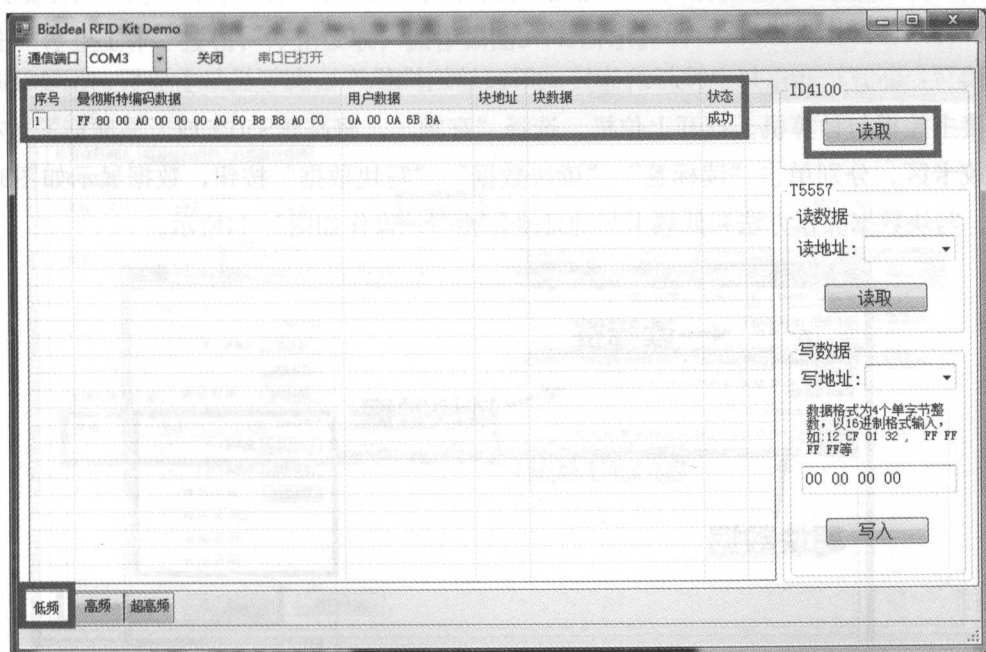 BizIdeal RFID Kit Demo
通信端口 COM3 关闭 串口已打开
序号 曼彻斯特编码数据 用户数据 块地址 块数据 状态
1 FF 80 00 A0 00 00 00 A0 60 B8 B8 A0 C0 0A 00 0A 6B BA 成功
ID4100
读取
T5557
读数据
读地址:
读取
写数据
写地址:
数据格式为4个单字节整
数,以16进制格式输入,
如:12 CF 01 32 , FF FF
FF FF等
00 00 00 00
写入
低频 高频 超高频